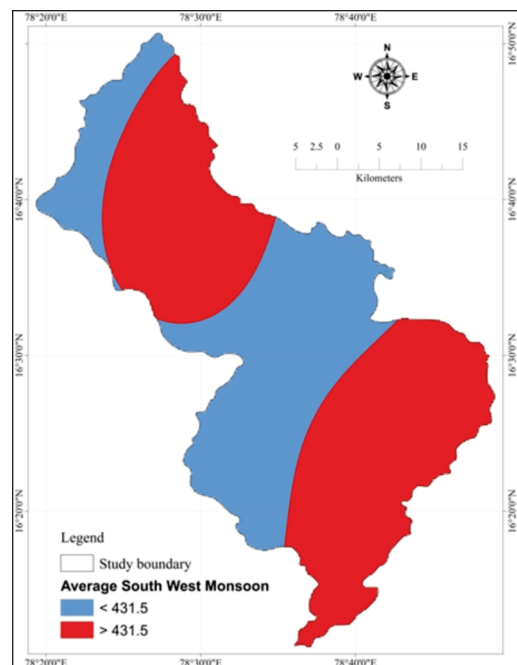 78°20'0"E 78°30'0"E 78°40'0"E
16°50'0"N
N
W E
S
5 2.5 0 5 10 15
Kilometers
16°40'0"N 16°40'0"N
16°30'0"N 16°30'0"N
16°20'0"N 16°20'0"N
Legend
Study boundary
Average South West Monsoon
< 431.5
> 431.5
78°20'0"E 78°30'0"E 78°40'0"E